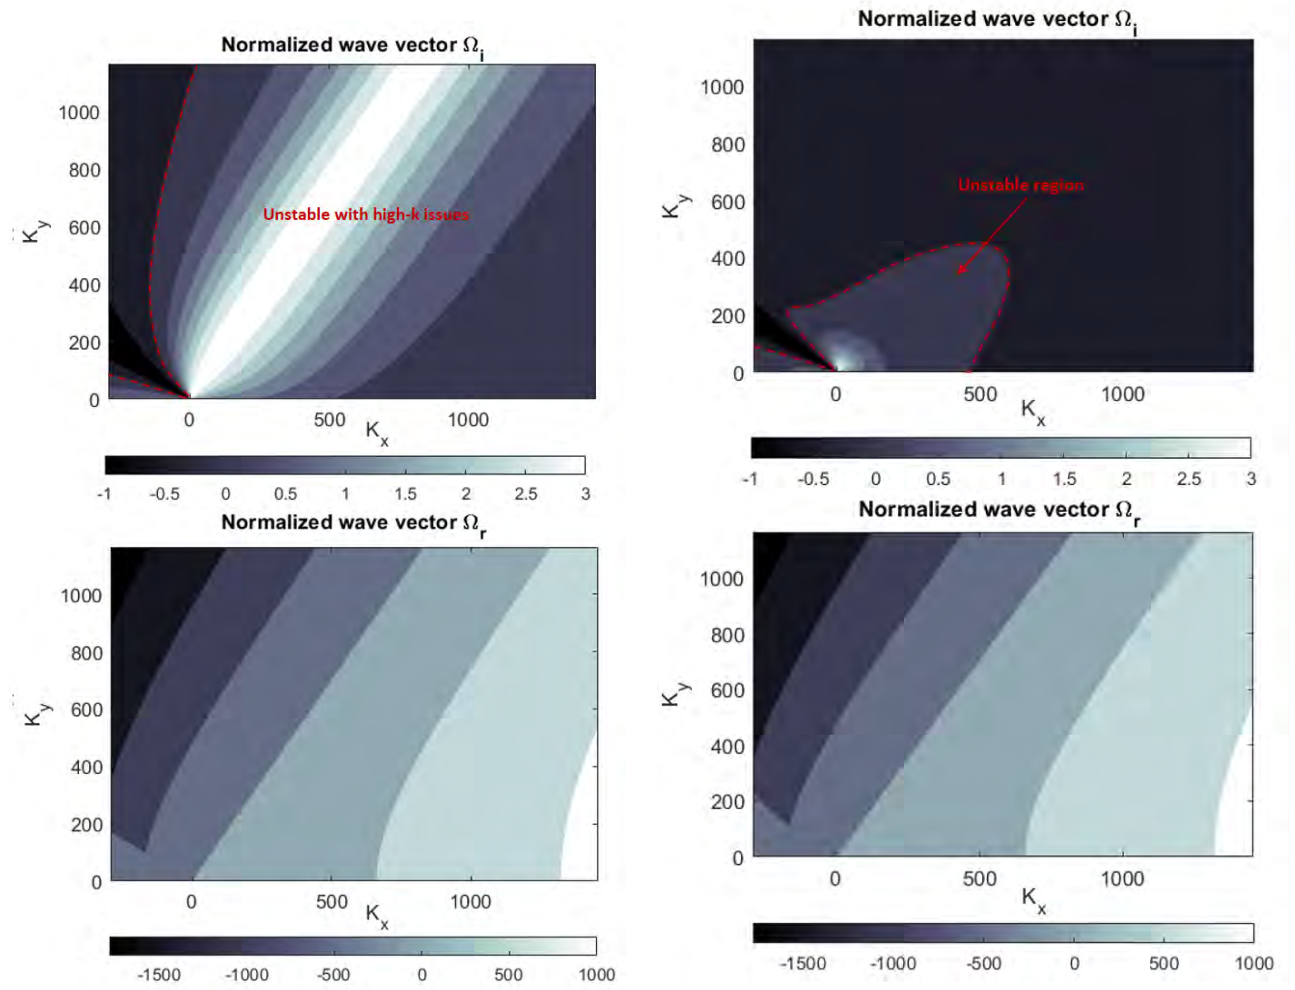 Normalized wave vector Ωi
Ky
1000
800
600
400
200
0
Unstable with high-k issues
0 500 1000
Kx
-1 -0.5 0 0.5 1 1.5 2 2.5 3
Normalized wave vector Ωi
Ky
1000
800
600
400
200
0
Unstable region
0 500 1000
Kx
-1 -0.5 0 0.5 1 1.5 2 2.5 3
Normalized wave vector Ωr
Ky
1000
800
600
400
200
0
0 500 1000
Kx
-1500 -1000 -500 0 500 1000
Normalized wave vector Ωr
Ky
1000
800
600
400
200
0
0 500 1000
Kx
-1500 -1000 -500 0 500 1000